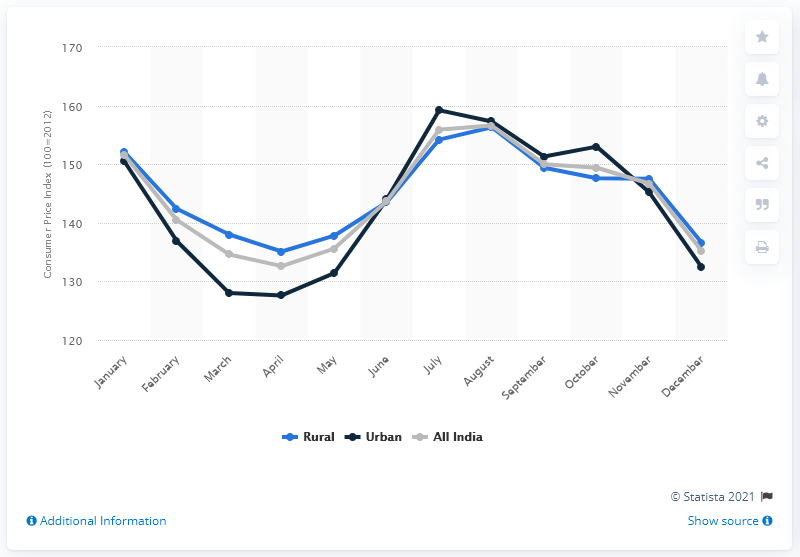 170
160
150
140
130
120
Consumer Price Index (100=2012)
January
February
March
April
May
June
July
August
September
October
November
December
Rural
Urban
All India
© Statista 2021
Additional Information
Show source